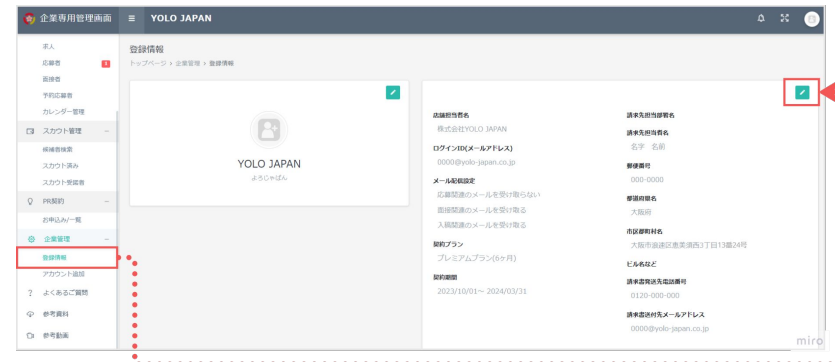 企業専用管理画面
YOLO JAPAN
求人
応募者 3
面接者
予約応募者
カレンダー管理
スカウト管理
候補者検索
スカウト済み
スカウト受諾者
PR契約
お申込み/一覧
企業管理
登録情報
アカウント追加
? よくあるご質問
参考資料
参考動画
登録情報
トップページ › 企業管理 › 登録情報
YOLO JAPAN
よろじゃぱん
店舗担当者名
株式会社YOLO JAPAN
ログインID(メールアドレス)
0000@yolo-japan.co.jp
メール配信設定
応募関連のメールを受け取らない
面接関連のメールを受け取る
入稿関連のメールを受け取る
契約プラン
プレミアムプラン(6ヶ月)
契約期間
2023/10/01～ 2024/03/31
請求先担当部署名
請求先担当者名
名字 名前
郵便番号
000-0000
都道府県名
大阪府
市区郡町村名
大阪市浪速区恵美須西3丁目13番24号
ビル名など
請求書発送先電話番号
0120-000-000
請求書送付先メールアドレス
0000@yolo-japan.co.jp
miro